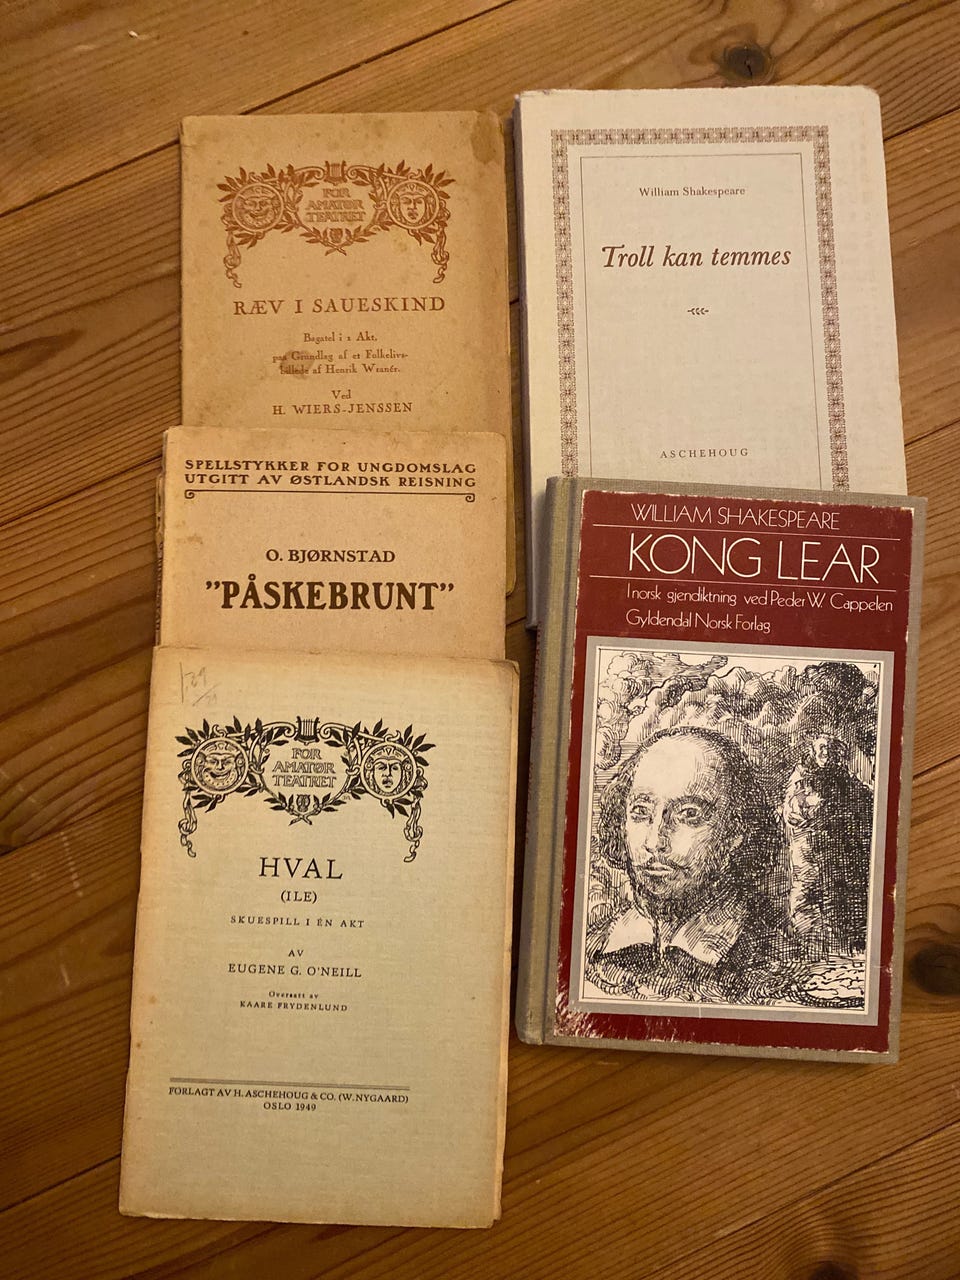 FOR
AMATØR
TEATRET
RÆV I SAUESKIND
Bagatel i 1 Akt,
paa Grundlag af et Folkelivs-
billede af Henrik Wranér.
Ved
H. WIERS-JENSSEN
SPELLSTYKKER FOR UNGDOMSLAG
UTGITT AV ØSTLANDSK REISNING
O. BJØRNSTAD
”PÅSKEBRUNT”
FOR
AMATØR
TEATRET
HVAL
(ILE)
SKUESPILL I ÉN AKT
AV
EUGENE G. O'NEILL
Oversatt av
KAARE FRYDENLUND
FORLAGT AV H. ASCHEHOUG & CO. (W. NYGAARD)
OSLO 1949
William Shakespeare
Troll kan temmes
ASCHEHOUG
WILLIAM SHAKESPEARE
KONG LEAR
I norsk gjendiktning ved Peder W. Cappelen
Gyldendal Norsk Forlag